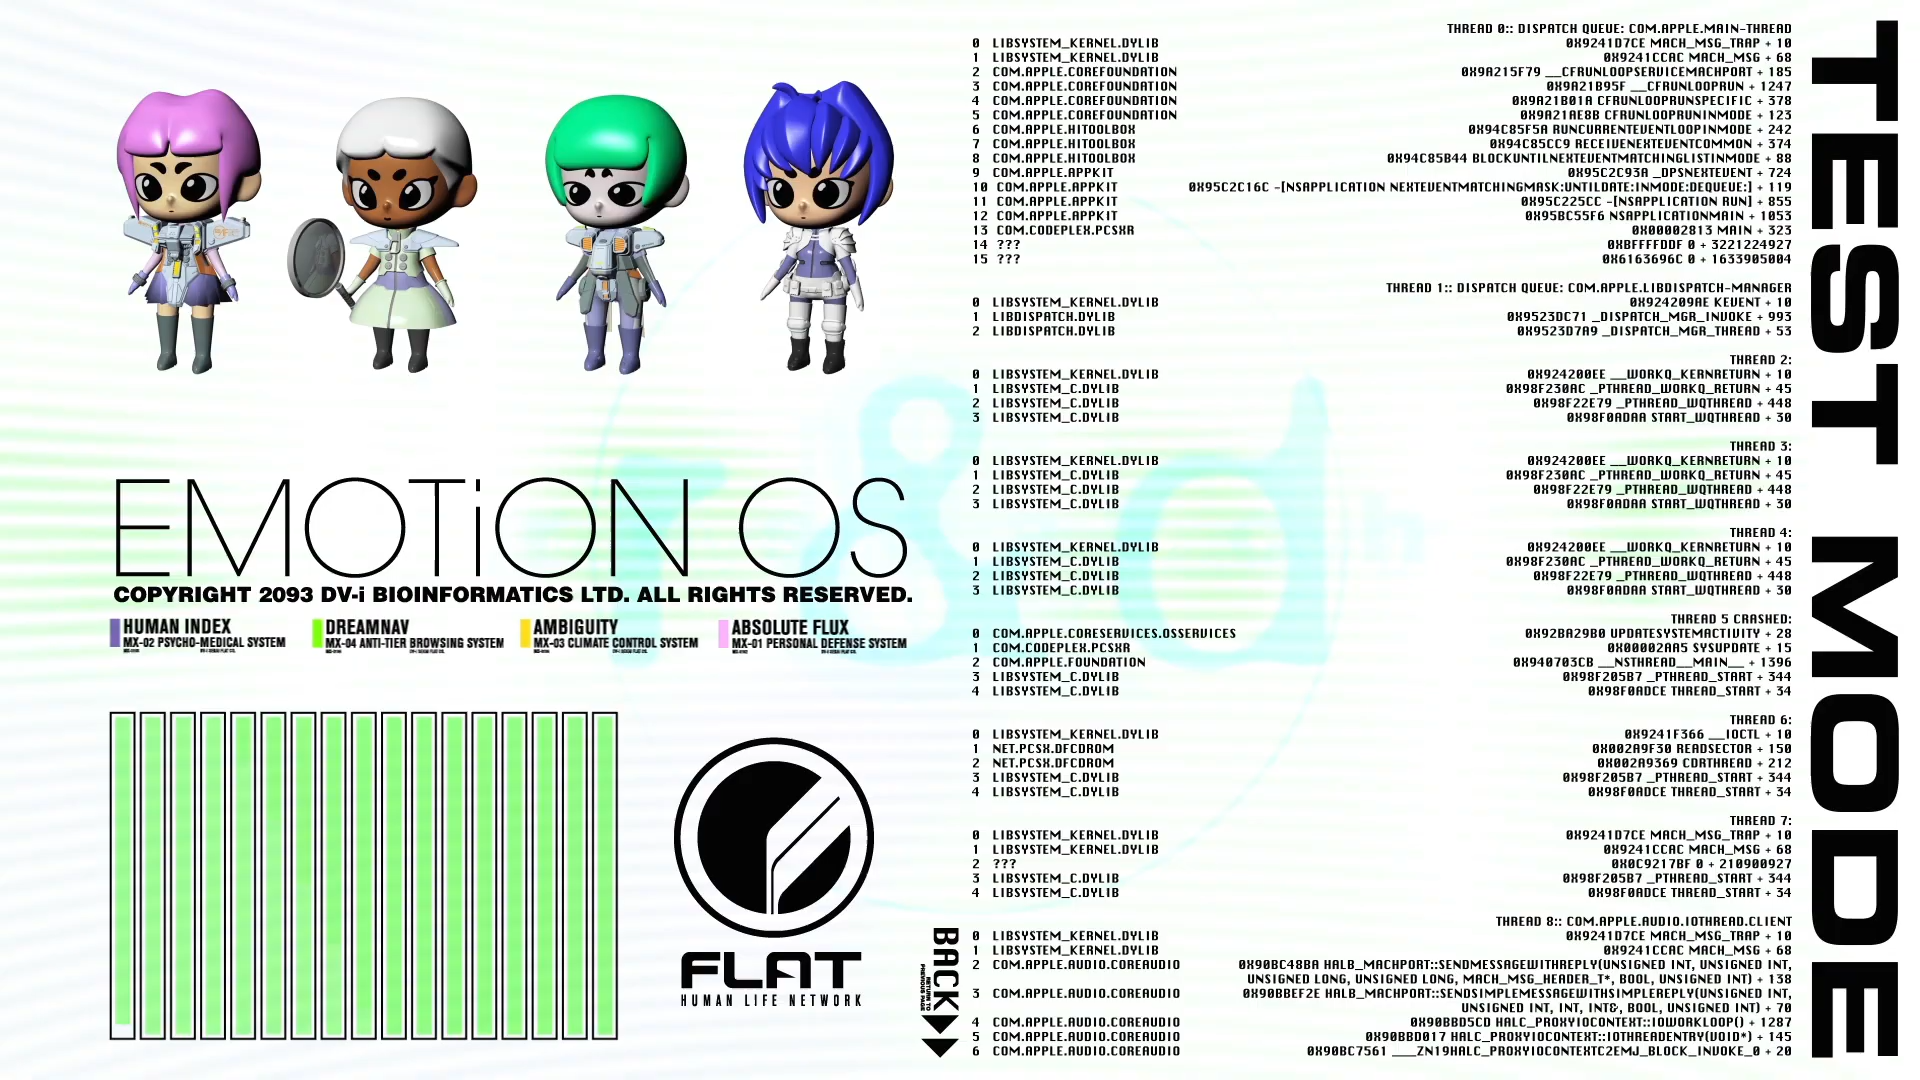 EMOTiON OS
COPYRIGHT 2093 DV-i BIOINFORMATICS LTD. ALL RIGHTS RESERVED.
HUMAN INDEX
MX-02 PSYCHO-MEDICAL SYSTEM
DREAMNAV
MX-04 ANTI-TIER BROWSING SYSTEM
AMBIGUITY
MX-03 CLIMATE CONTROL SYSTEM
ABSOLUTE FLUX
MX-01 PERSONAL DEFENSE SYSTEM
FLAT
HUMAN LIFE NETWORK
BACK
RETURN TO
PREVIOUS PAGE
THREAD 0:: DISPATCH QUEUE: COM.APPLE.MAIN-THREAD
0 LIBSYSTEM_KERNEL.DYLIB 0X9241D7CE MACH_MSG_TRAP + 10
1 LIBSYSTEM_KERNEL.DYLIB 0X9241CCAC MACH_MSG + 68
2 COM.APPLE.COREFOUNDATION 0X9A215F79 __CFRUNLOOPSERVICEMACHPORT + 185
3 COM.APPLE.COREFOUNDATION 0X9A21B95F __CFRUNLOOPRUN + 1247
4 COM.APPLE.COREFOUNDATION 0X9A21B01A CFRUNLOOPRUNSPECIFIC + 378
5 COM.APPLE.COREFOUNDATION 0X9A21AE8B CFRUNLOOPRUNINMODE + 123
6 COM.APPLE.HITOOLBOX 0X94C85F5A RUNCURRENTEVENTLOOPINMODE + 242
7 COM.APPLE.HITOOLBOX 0X94C85CC9 RECEIVENEXTEVENTCOMMON + 374
8 COM.APPLE.HITOOLBOX 0X94C85B44 BLOCKUNTILNEXTEVENTMATCHINGLISTINMODE + 88
9 COM.APPLE.APPKIT 0X95C2C93A _DPSNEXTEVENT + 724
10 COM.APPLE.APPKIT 0X95C2C16C -[NSAPPLICATION NEXTEVENTMATCHINGMASK:UNTILDATE:INMODE:DEQUEUE:] + 119
11 COM.APPLE.APPKIT 0X95C225CC -[NSAPPLICATION RUN] + 855
12 COM.APPLE.APPKIT 0X95BC55F6 NSAPPLICATIONMAIN + 1053
13 COM.CODEPLEX.PCSXR 0X00002813 MAIN + 323
14 ??? 0XBFFFFDDF 0 + 3221224927
15 ??? 0X6163696C 0 + 1633905004
THREAD 1:: DISPATCH QUEUE: COM.APPLE.LIBDISPATCH-MANAGER
0 LIBSYSTEM_KERNEL.DYLIB 0X924209AE KEVENT + 10
1 LIBDISPATCH.DYLIB 0X9523DC71 _DISPATCH_MGR_INVOKE + 993
2 LIBDISPATCH.DYLIB 0X9523D7A9 _DISPATCH_MGR_THREAD + 53
THREAD 2:
0 LIBSYSTEM_KERNEL.DYLIB 0X924200EE __WORKQ_KERNRETURN + 10
1 LIBSYSTEM_C.DYLIB 0X98F230AC _PTHREAD_WORKQ_RETURN + 45
2 LIBSYSTEM_C.DYLIB 0X98F22E79 _PTHREAD_WQTHREAD + 448
3 LIBSYSTEM_C.DYLIB 0X98F0ADAA START_WQTHREAD + 30
THREAD 3:
0 LIBSYSTEM_KERNEL.DYLIB 0X924200EE __WORKQ_KERNRETURN + 10
1 LIBSYSTEM_C.DYLIB 0X98F230AC _PTHREAD_WORKQ_RETURN + 45
2 LIBSYSTEM_C.DYLIB 0X98F22E79 _PTHREAD_WQTHREAD + 448
3 LIBSYSTEM_C.DYLIB 0X98F0ADAA START_WQTHREAD + 30
THREAD 4:
0 LIBSYSTEM_KERNEL.DYLIB 0X924200EE __WORKQ_KERNRETURN + 10
1 LIBSYSTEM_C.DYLIB 0X98F230AC _PTHREAD_WORKQ_RETURN + 45
2 LIBSYSTEM_C.DYLIB 0X98F22E79 _PTHREAD_WQTHREAD + 448
3 LIBSYSTEM_C.DYLIB 0X98F0ADAA START_WQTHREAD + 30
THREAD 5 CRASHED:
0 COM.APPLE.CORESERVICES.OSSERVICES 0X92BA29B0 UPDATESYSTEMACTIVITY + 28
1 COM.CODEPLEX.PCSXR 0X00002AA5 SYSUPDATE + 15
2 COM.APPLE.FOUNDATION 0X940703CB __NSTHREAD__MAIN__ + 1396
3 LIBSYSTEM_C.DYLIB 0X98F205B7 _PTHREAD_START + 344
4 LIBSYSTEM_C.DYLIB 0X98F0ADCE THREAD_START + 34
THREAD 6:
0 LIBSYSTEM_KERNEL.DYLIB 0X9241F366 __IOCTL + 10
1 NET.PCSX.DFCDROM 0X002A9F30 READSECTOR + 150
2 NET.PCSX.DFCDROM 0X002A9369 CDRTHREAD + 212
3 LIBSYSTEM_C.DYLIB 0X98F205B7 _PTHREAD_START + 344
4 LIBSYSTEM_C.DYLIB 0X98F0ADCE THREAD_START + 34
THREAD 7:
0 LIBSYSTEM_KERNEL.DYLIB 0X9241D7CE MACH_MSG_TRAP + 10
1 LIBSYSTEM_KERNEL.DYLIB 0X9241CCAC MACH_MSG + 68
2 ??? 0X0C9217BF 0 + 210900927
3 LIBSYSTEM_C.DYLIB 0X98F205B7 _PTHREAD_START + 344
4 LIBSYSTEM_C.DYLIB 0X98F0ADCE THREAD_START + 34
THREAD 8:: COM.APPLE.AUDIO.IOTHREAD.CLIENT
0 LIBSYSTEM_KERNEL.DYLIB 0X9241D7CE MACH_MSG_TRAP + 10
1 LIBSYSTEM_KERNEL.DYLIB 0X9241CCAC MACH_MSG + 68
2 COM.APPLE.AUDIO.COREAUDIO 0X90BC48BA HALB_MACHPORT::SENDMESSAGEWITHREPLY(UNSIGNED INT, UNSIGNED INT,
UNSIGNED LONG, UNSIGNED LONG, MACH_MSG_HEADER_T*, BOOL, UNSIGNED INT) + 138
3 COM.APPLE.AUDIO.COREAUDIO 0X90BBEF2E HALB_MACHPORT::SENDSIMPLEMESSAGEWITHSIMPLEREPLY(UNSIGNED INT,
UNSIGNED INT, INT, INT&, BOOL, UNSIGNED INT) + 70
4 COM.APPLE.AUDIO.COREAUDIO 0X90BBD5CD HALC_PROXYIOCONTEXT::IOWORKLOOP() + 1287
5 COM.APPLE.AUDIO.COREAUDIO 0X90BBD017 HALC_PROXYIOCONTEXT::IOTHREADENTRY(VOID*) + 145
6 COM.APPLE.AUDIO.COREAUDIO 0X90BC7561 ___ZN19HALC_PROXYIOCONTEXTC2EMJ_BLOCK_INVOKE_0 + 20
TEST MODE